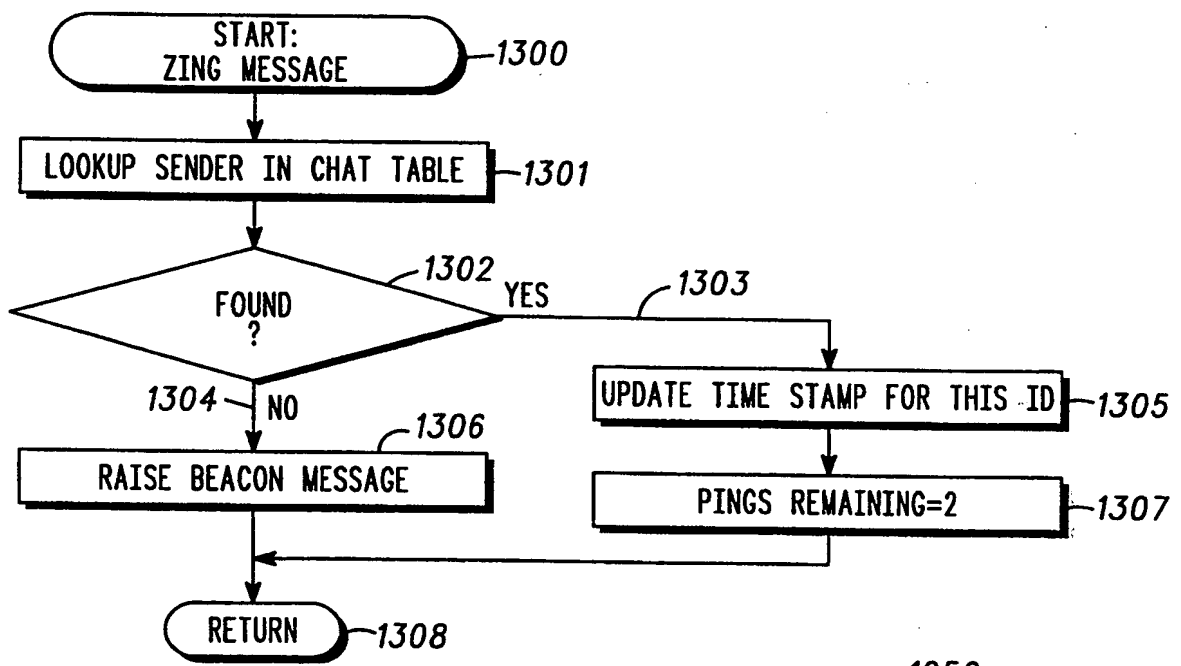 START:
ZING MESSAGE
1300
LOOKUP SENDER IN CHAT TABLE
1301
FOUND
?
1302
YES
1303
1304
NO
UPDATE TIME STAMP FOR THIS ID
1305
RAISE BEACON MESSAGE
1306
PINGS REMAINING=2
1307
RETURN
1308